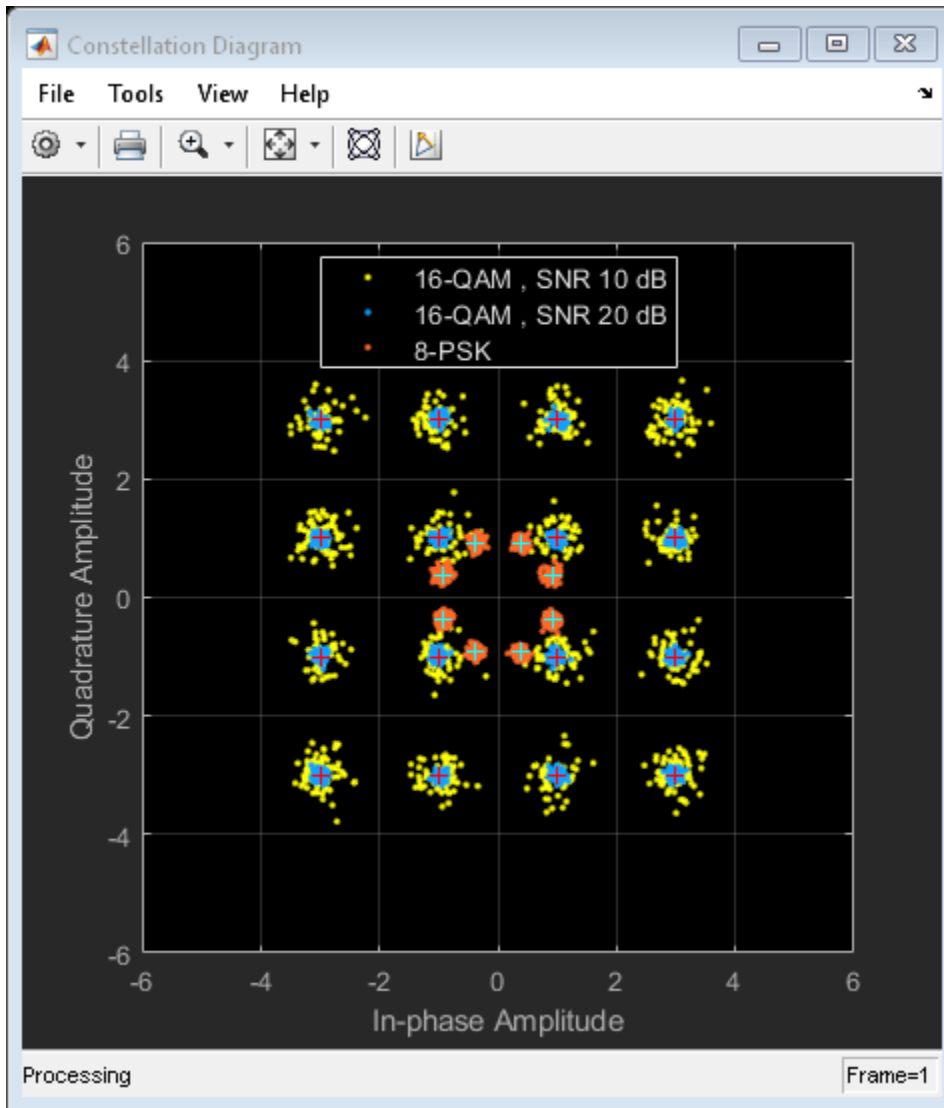 Constellation Diagram
File Tools View Help
6
16-QAM , SNR 10 dB
16-QAM , SNR 20 dB
8-PSK
4
2
0
-2
-4
-6
Quadrature Amplitude
-6 -4 -2 0 2 4 6
In-phase Amplitude
Processing Frame=1